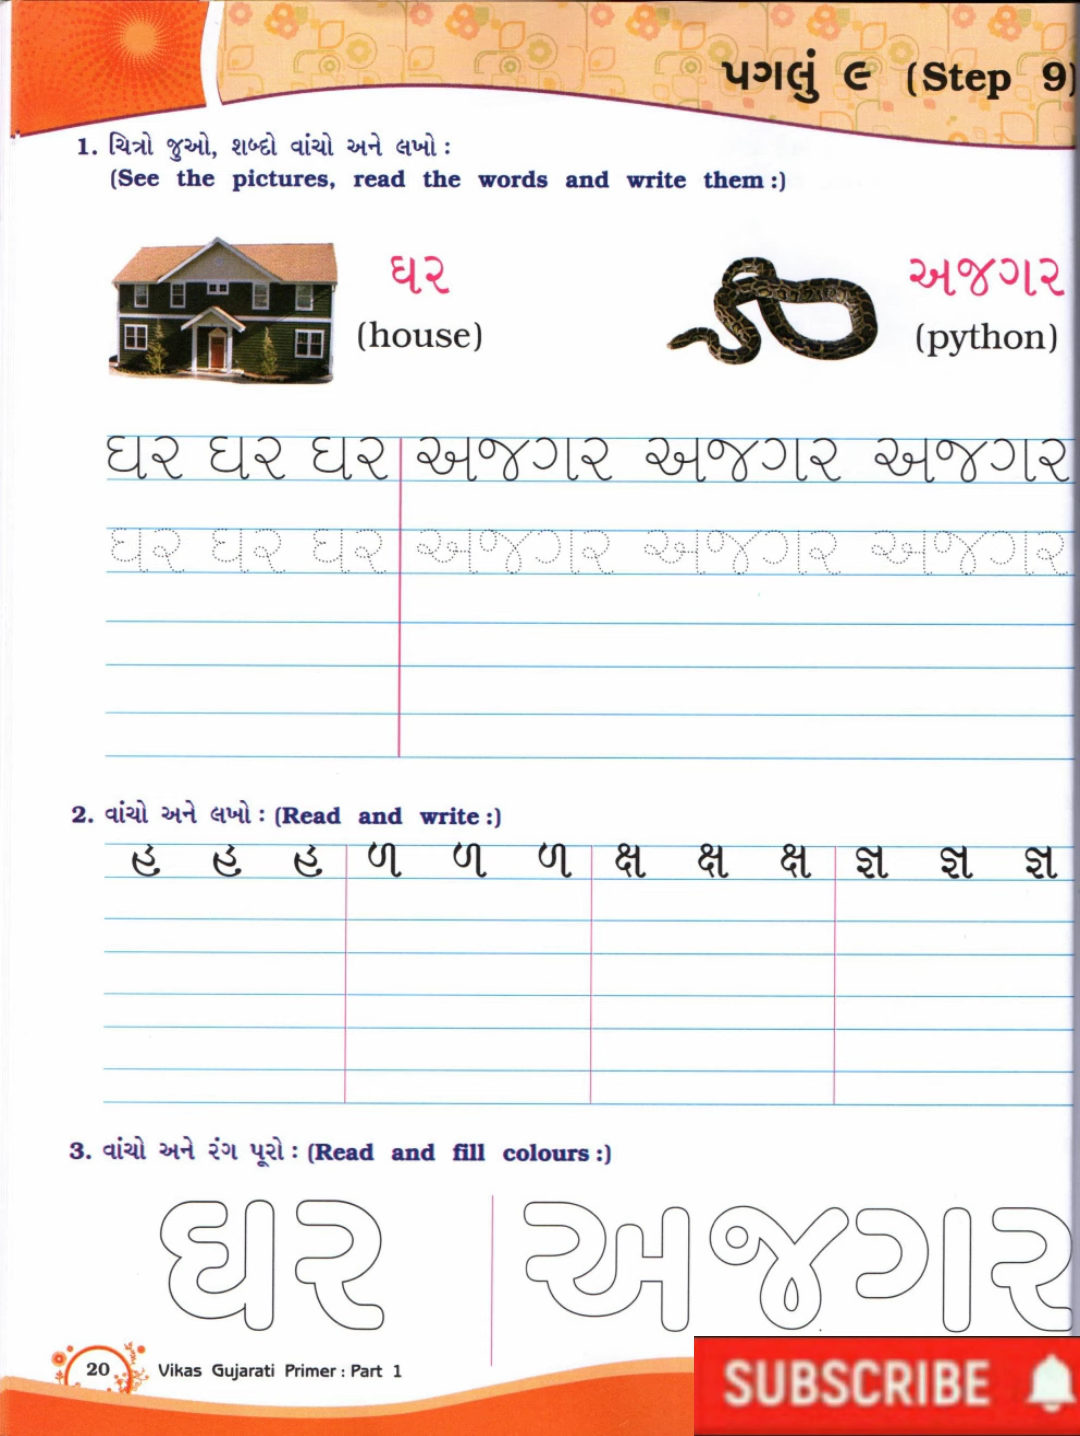 પગલું ૯ (Step 9)
1. ચિત્રો જુઓ, શબ્દો વાંચો અને લખો :
(See the pictures, read the words and write them :)
ઘર અજગર
(house) (python)
ઘર ઘર ઘર અજગર અજગર અજગર
ઘર ઘર ઘર અજગર અજગર અજગર
2. વાંચો અને લખો : (Read and write :)
હ હ હ ળ ળ ળ ક્ષ ક્ષ ક્ષ જ્ઞ જ્ઞ જ્ઞ
3. વાંચો અને રંગ પૂરો : (Read and fill colours :)
ઘર અજગર
20 Vikas Gujarati Primer : Part 1
SUBSCRIBE